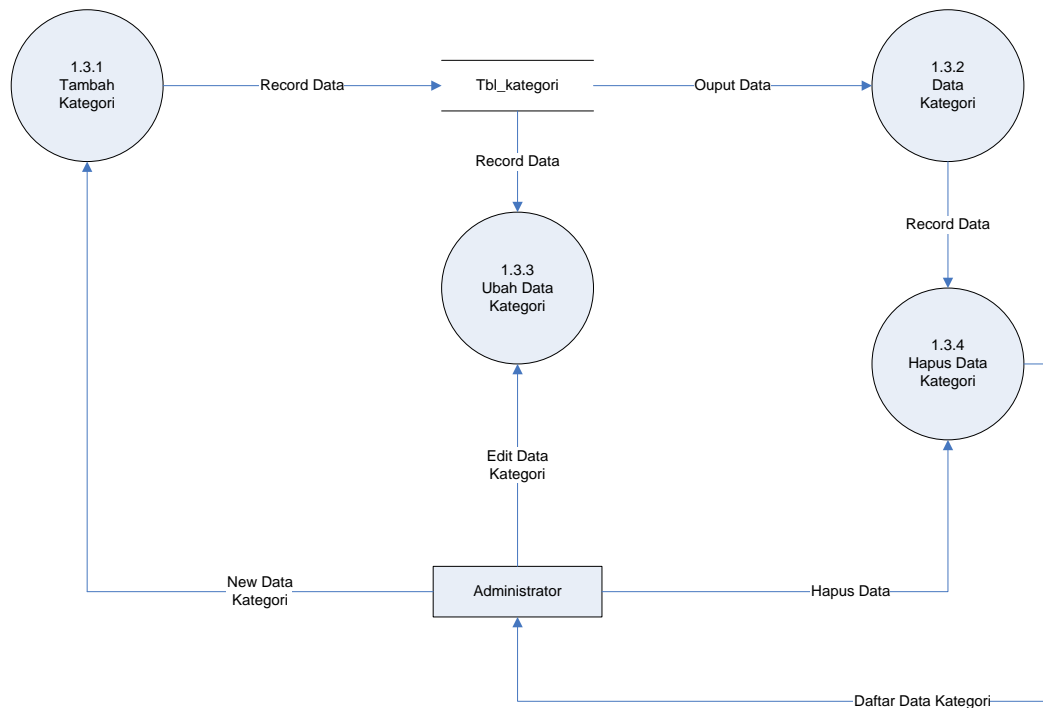 1.3.1
Tambah
Kategori
Record Data
Tbl_kategori
Ouput Data
1.3.2
Data
Kategori
Record Data
Record Data
1.3.3
Ubah Data
Kategori
1.3.4
Hapus Data
Kategori
Edit Data
Kategori
New Data
Kategori
Administrator
Hapus Data
Daftar Data Kategori